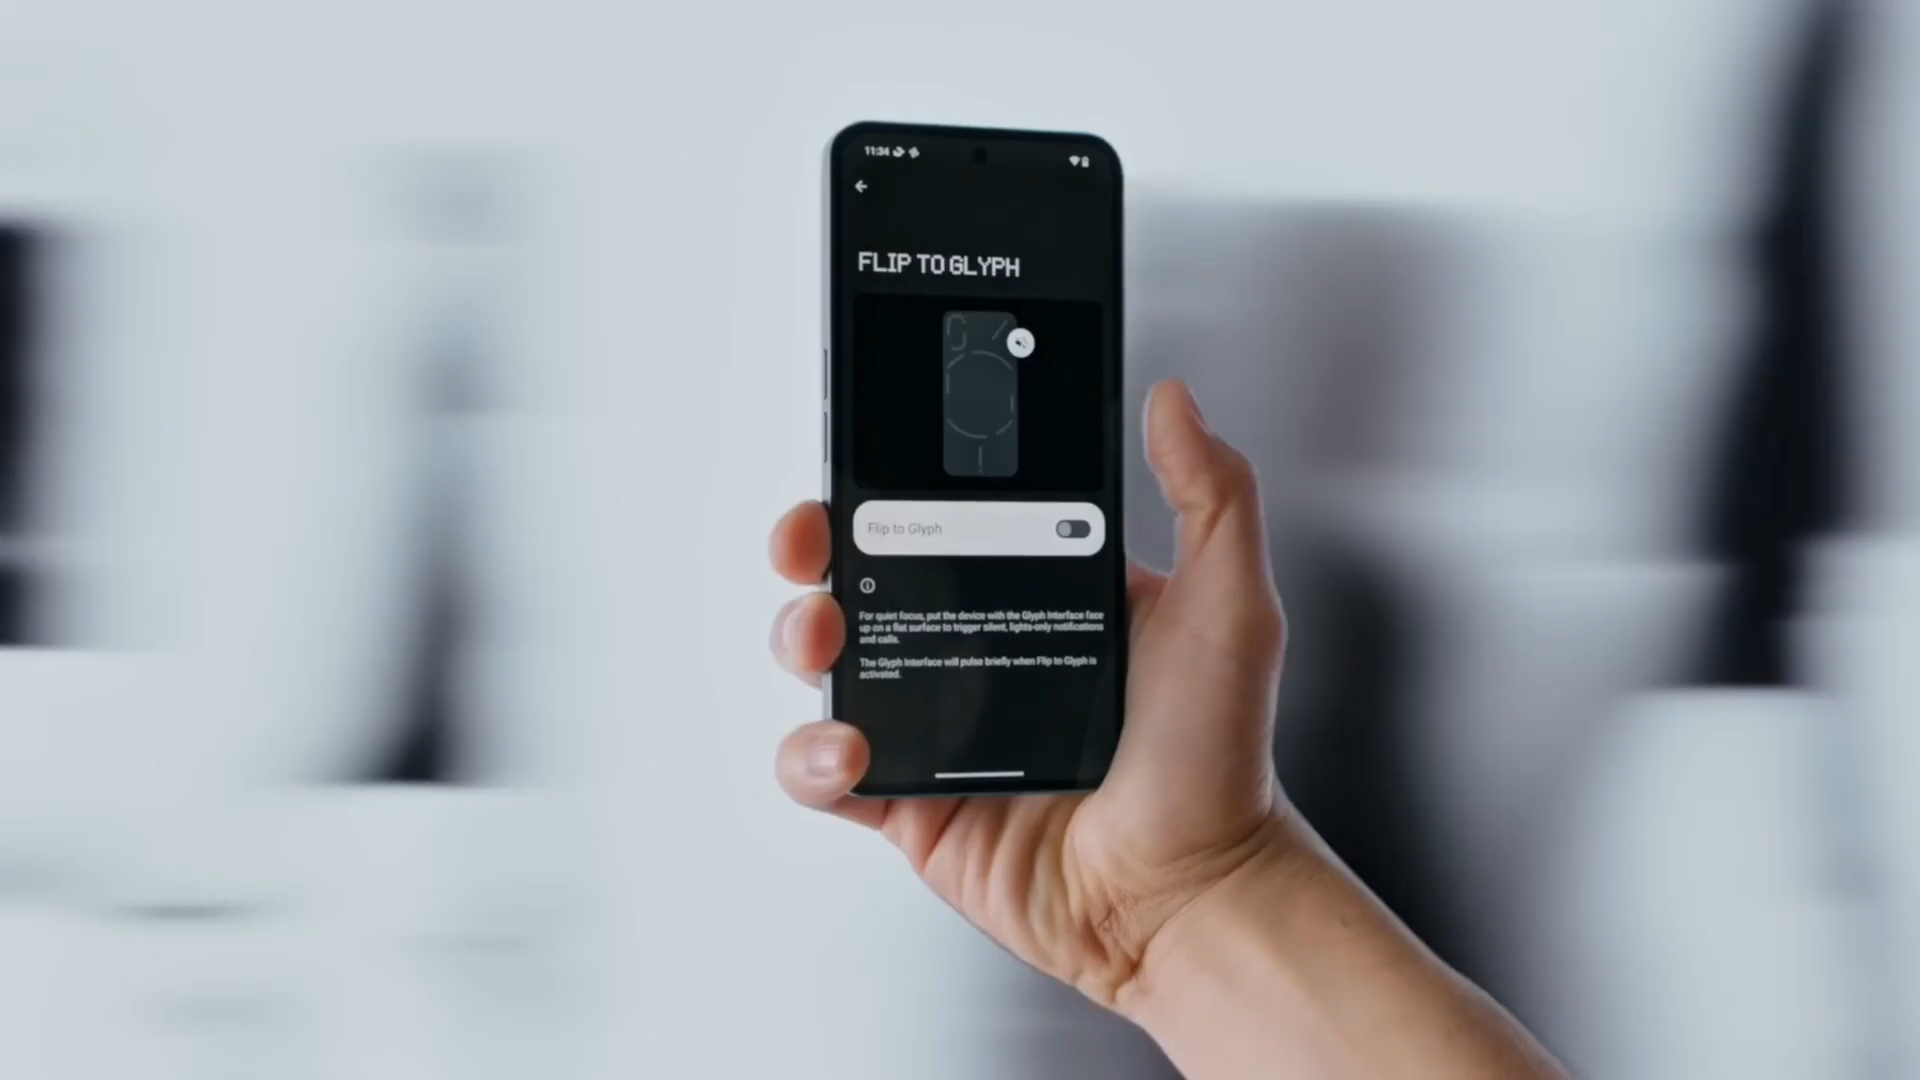 11:34
FLIP TO GLYPH
Flip to Glyph
For quiet focus, put the device with the Glyph Interface face
up on a flat surface to trigger silent, lights-only notifications
and calls.
The Glyph Interface will pulse briefly when Flip to Glyph is
activated.